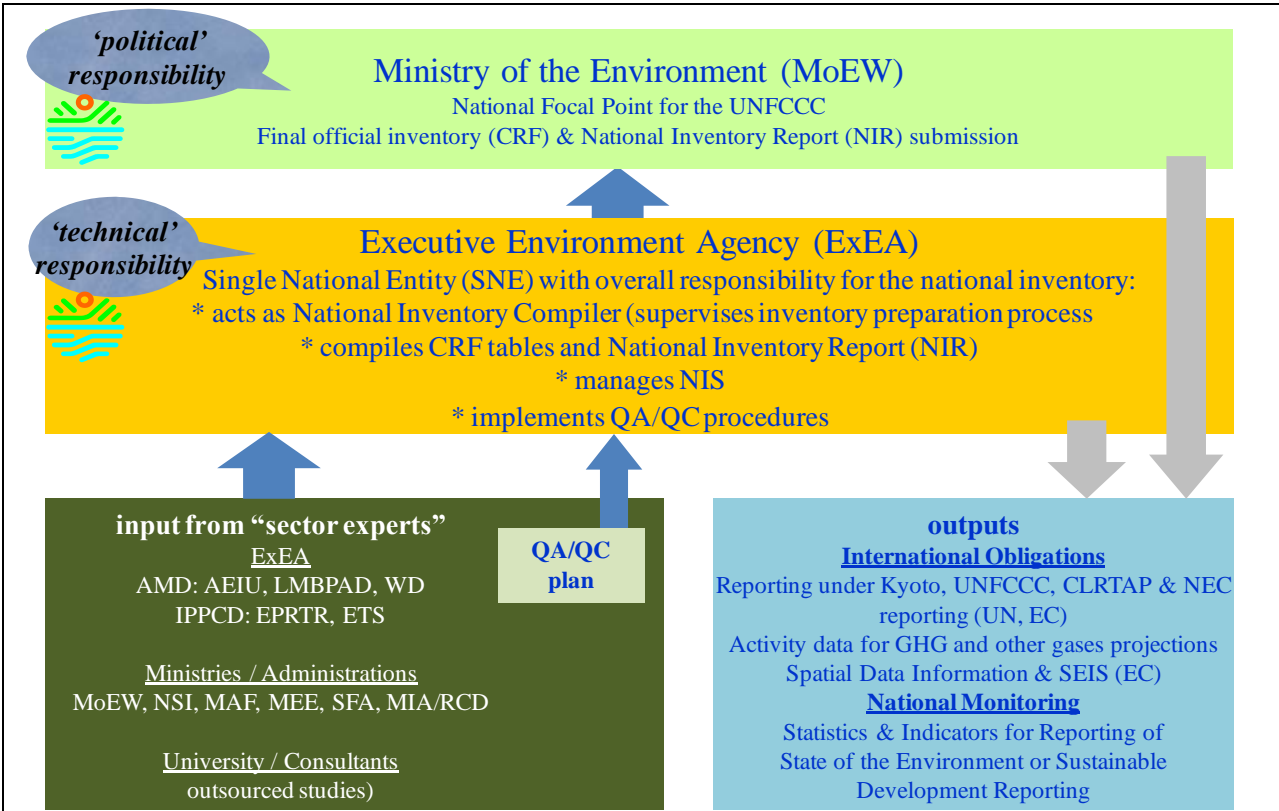 ‘political’
responsibility
Ministry of the Environment (MoEW)
National Focal Point for the UNFCCC
Final official inventory (CRF) & National Inventory Report (NIR) submission
‘technical’
responsibility
Executive Environment Agency (ExEA)
Single National Entity (SNE) with overall responsibility for the national inventory:
* acts as National Inventory Compiler (supervises inventory preparation process
* compiles CRF tables and National Inventory Report (NIR)
* manages NIS
* implements QA/QC procedures
input from “sector experts”
ExEA
AMD: AEIU, LMBPAD, WD
IPPCD: EPRTR, ETS
Ministries / Administrations
MoEW, NSI, MAF, MEE, SFA, MIA/RCD
University / Consultants
outsourced studies)
QA/QC
plan
outputs
International Obligations
Reporting under Kyoto, UNFCCC, CLRTAP & NEC
reporting (UN, EC)
Activity data for GHG and other gases projections
Spatial Data Information & SEIS (EC)
National Monitoring
Statistics & Indicators for Reporting of
State of the Environment or Sustainable
Development Reporting